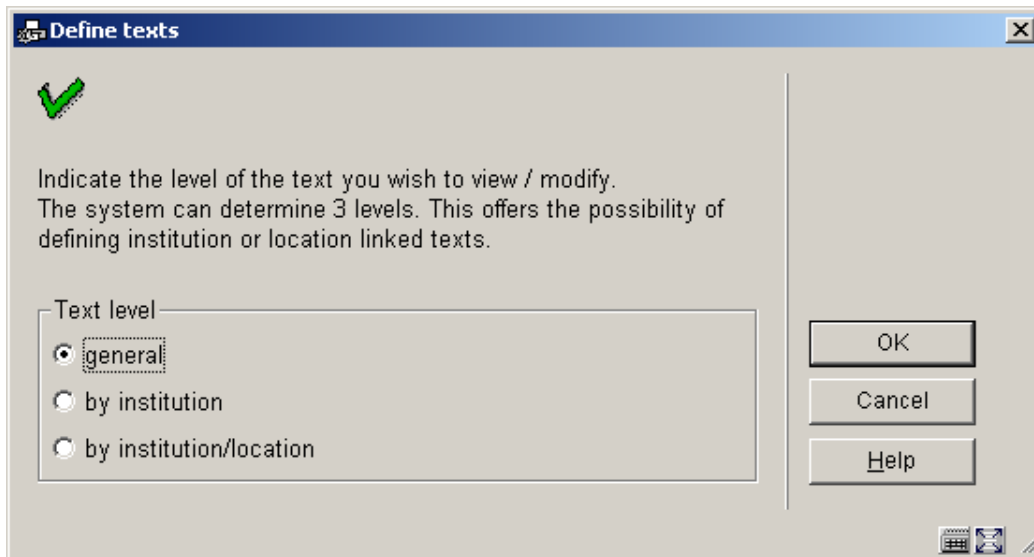 Define texts
Indicate the level of the text you wish to view / modify.
The system can determine 3 levels. This offers the possibility of
defining institution or location linked texts.
Text level
general
by institution
by institution/location
OK
Cancel
Help